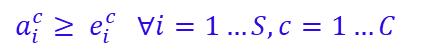 a_i^c ≥ e_i^c ∀i = 1 … S, c = 1 … C